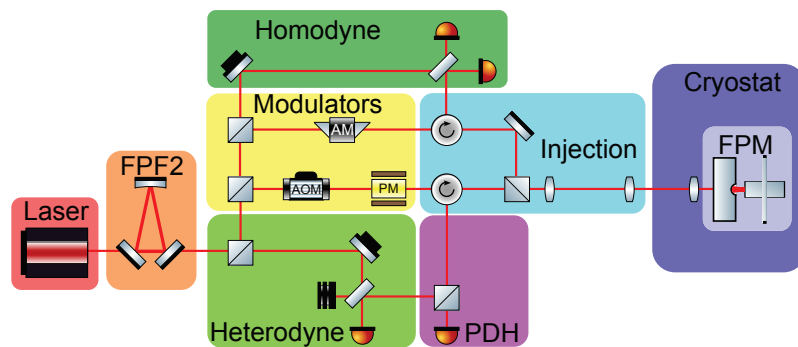 Homodyne
Modulators
AM
Cryostat
FPM
Injection
FPF2
AOM
PM
Laser
Heterodyne
PDH